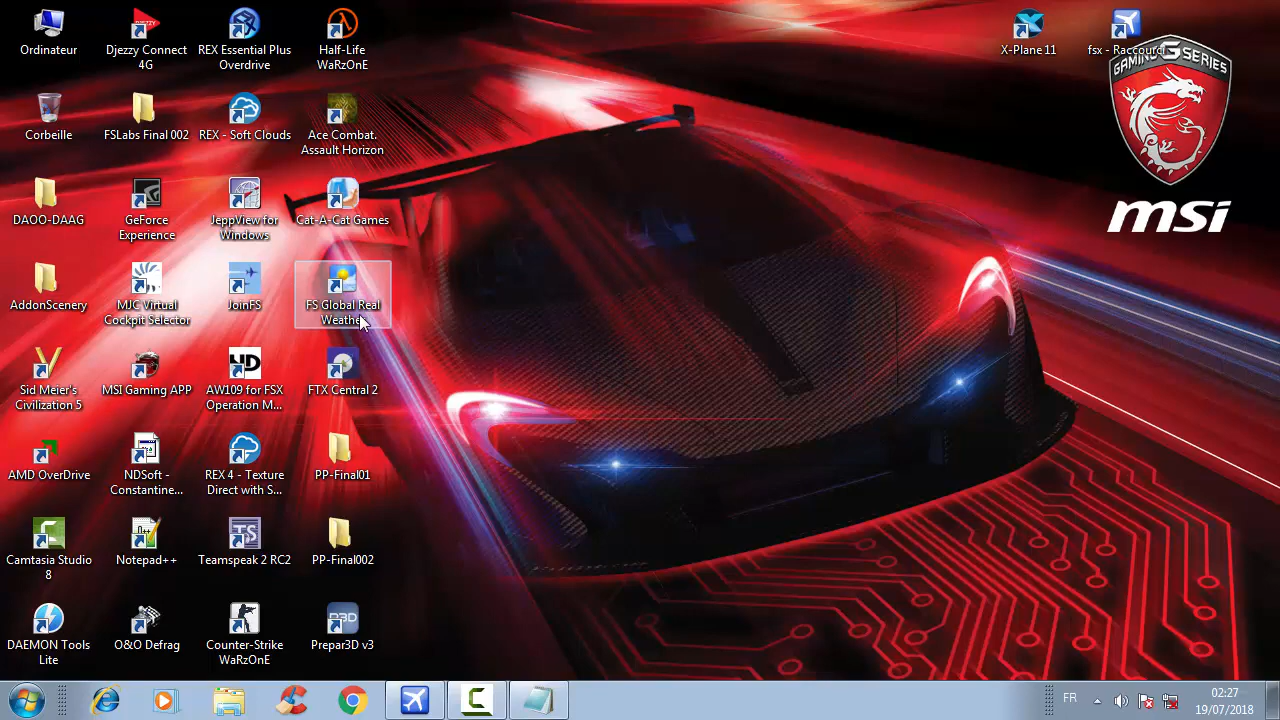 Ordinateur
Djezzy Connect
4G
REX Essential Plus
Overdrive
Half-Life
WaRzOnE
X-Plane 11
fsx - Raccourci
GAMING G SERIES
Corbeille
FSLabs Final 002
REX - Soft Clouds
Ace Combat.
Assault Horizon
msi
DAOO-DAAG
GeForce
Experience
JeppView for
Windows
Cat-A-Cat Games
AddonScenery
MJC Virtual
Cockpit Selector
JoinFS
FS Global Real
Weather
Sid Meier's
Civilization 5
MSI Gaming APP
AW109 for FSX
Operation M...
FTX Central 2
AMD OverDrive
NDSoft -
Constantine...
REX 4 - Texture
Direct with S...
PP-Final01
Camtasia Studio
8
Notepad++
Teamspeak 2 RC2
PP-Final002
DAEMON Tools
Lite
O&O Defrag
Counter-Strike
WaRzOnE
Prepar3D v3
FR
02:27
19/07/2018